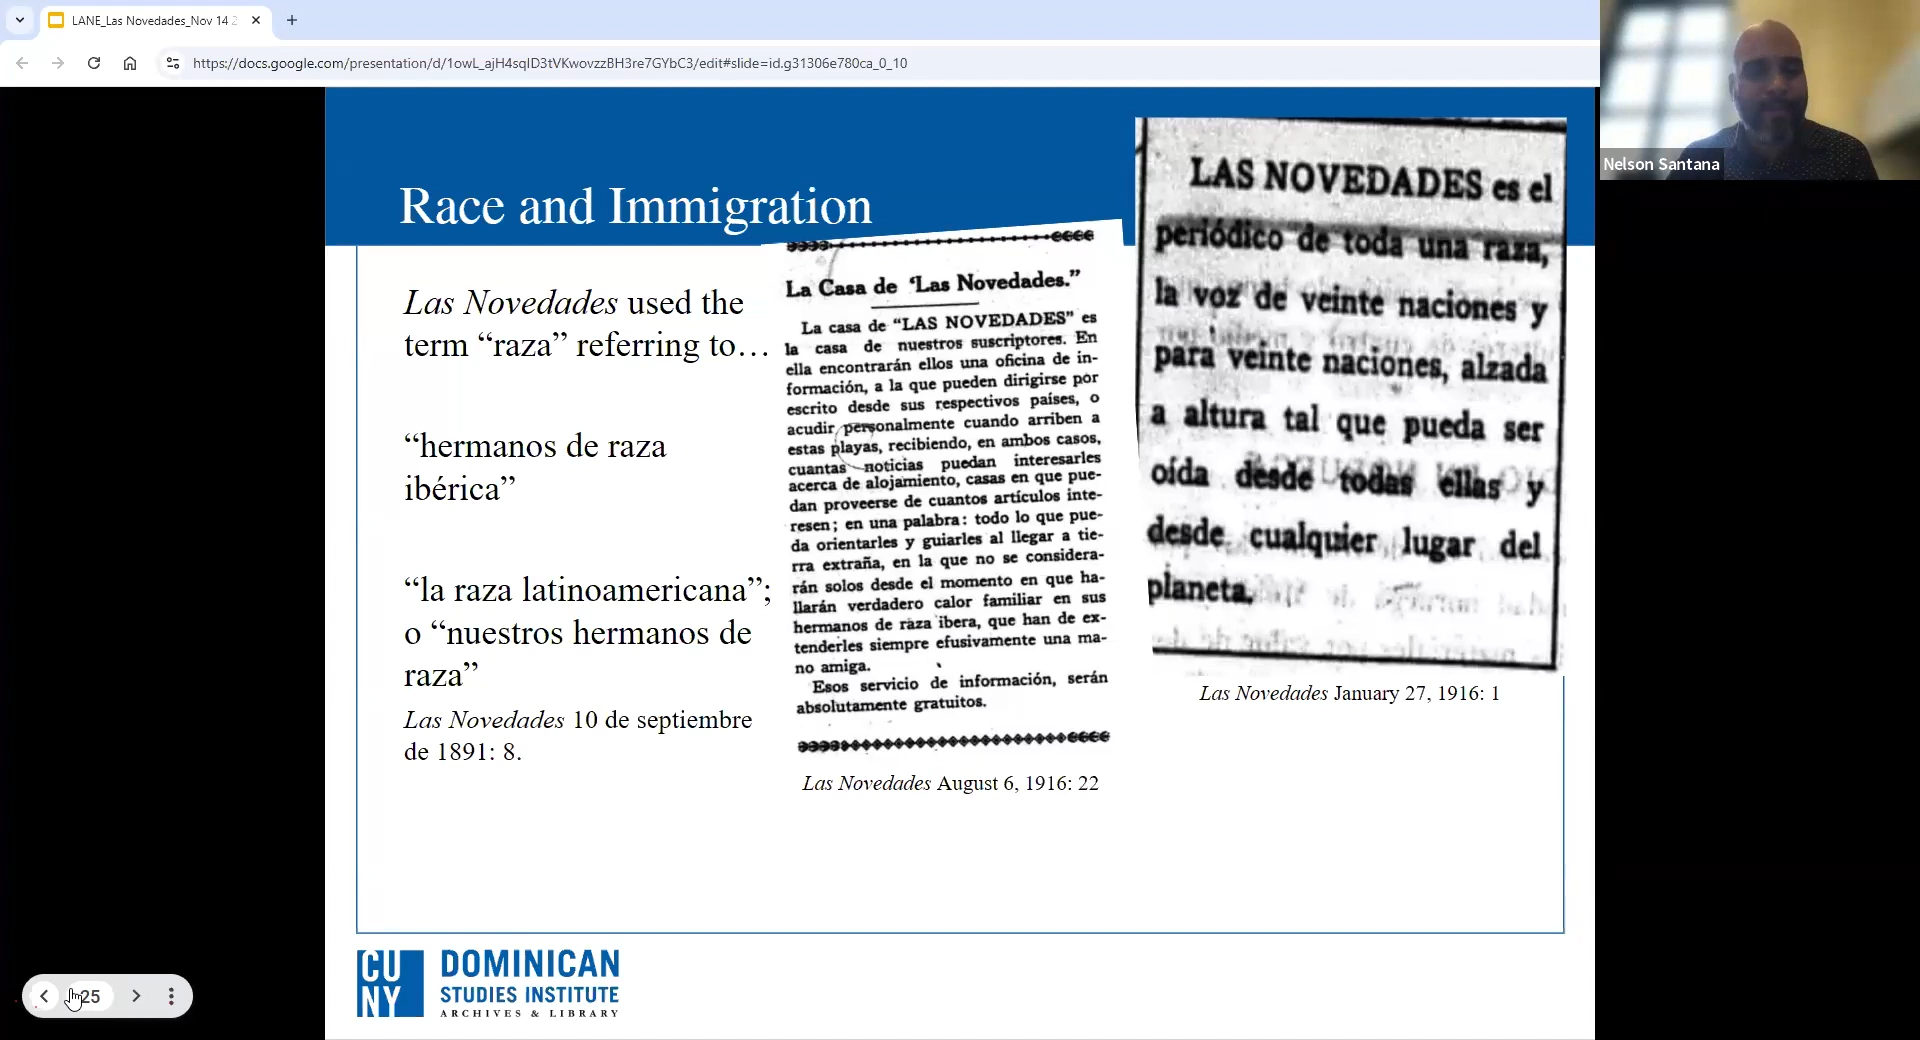 LANE_Las Novedades_Nov 14 2
https://docs.google.com/presentation/d/1owL_ajH4sqlD3tVKwovzzBH3re7GYbC3/edit#slide=id.g31306e780ca_0_10
Nelson Santana
Race and Immigration
Las Novedades used the
term “raza” referring to…
“hermanos de raza
ibérica”
“la raza latinoamericana”;
o “nuestros hermanos de
raza”
Las Novedades 10 de septiembre
de 1891: 8.
La Casa de ‘Las Novedades.”
La casa de “LAS NOVEDADES” es
la casa de nuestros suscriptores. En
ella encontrarán ellos una oficina de in-
formación, a la que pueden dirigirse por
escrito desde sus respectivos países, o
acudir personalmente cuando arriben a
estas playas, recibiendo, en ambos casos,
cuantas noticias puedan interesarles
acerca de alojamiento, casas en que pue-
dan proveerse de cuantos artículos inte-
resen; en una palabra: todo lo que pue-
da orientarles y guiarles al llegar a tie-
rra extraña, en la que no se considera-
rán solos desde el momento en que ha-
llarán verdadero calor familiar en sus
hermanos de raza ibera, que han de ex-
tenderles siempre efusivamente una ma-
no amiga.
Esos servicio de información, serán
absolutamente gratuitos.
Las Novedades August 6, 1916: 22
LAS NOVEDADES es el
periódico de toda una raza,
la voz de veinte naciones y
para veinte naciones, alzada
a altura tal que pueda ser
oída desde todas ellas y
desde cualquier lugar del
planeta.
Las Novedades January 27, 1916: 1
CU
NY
DOMINICAN
STUDIES INSTITUTE
ARCHIVES & LIBRARY
25